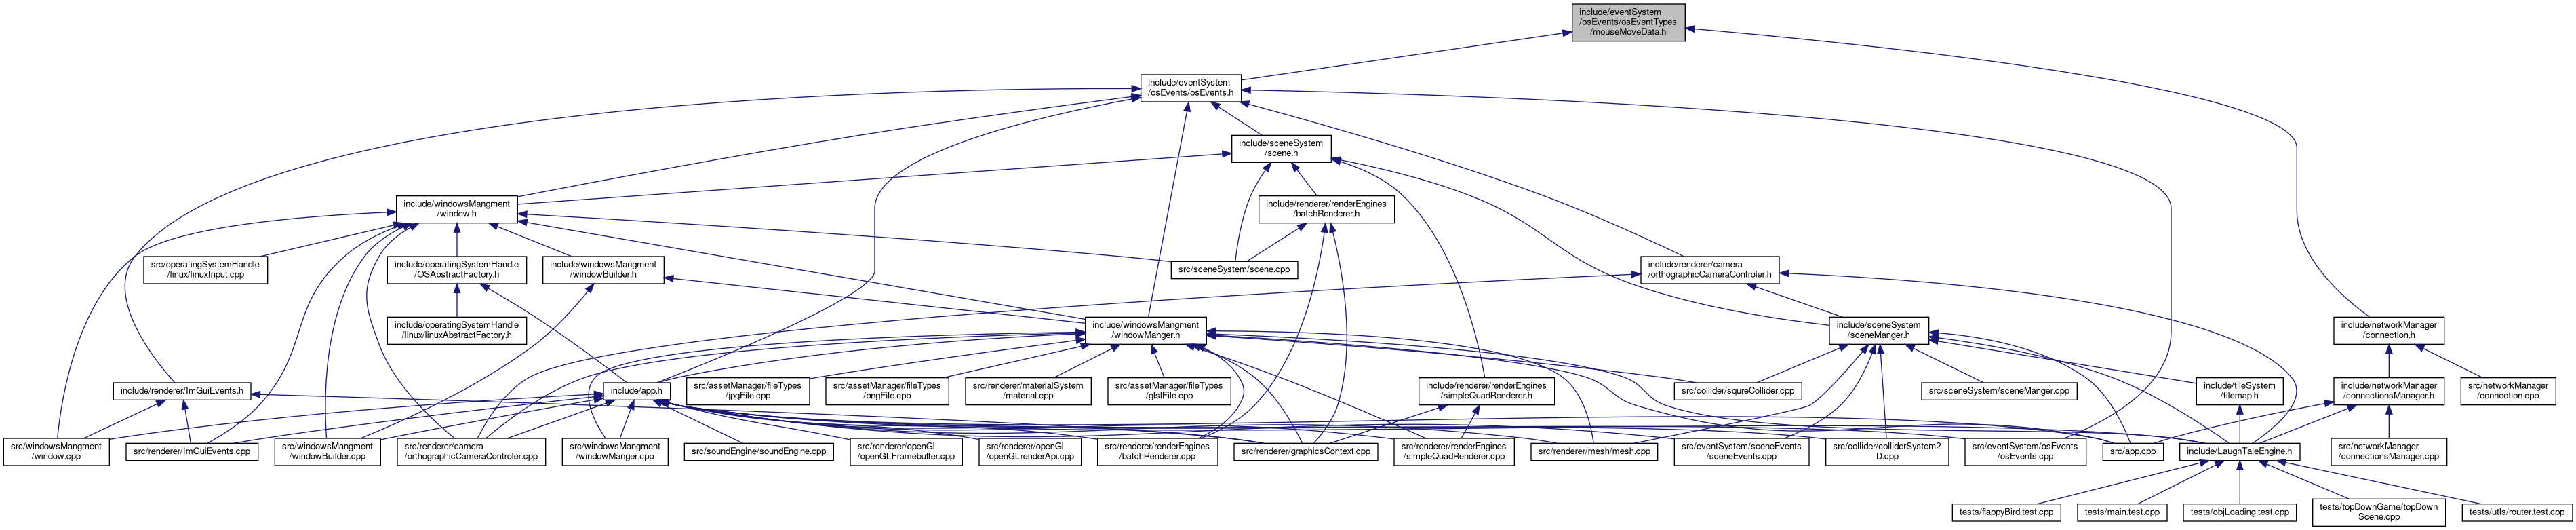 include/eventSystem
/osEvents/osEventTypes
/mouseMoveData.h
include/eventSystem
/osEvents/osEvents.h
include/sceneSystem
/scene.h
include/windowsMangment
/window.h
include/renderer/renderEngines
/batchRenderer.h
src/operatingSystemHandle
/linux/linuxInput.cpp
include/operatingSystemHandle
/OSAbstractFactory.h
include/windowsMangment
/windowBuilder.h
src/sceneSystem/scene.cpp
include/renderer/camera
/orthographicCameraControler.h
include/operatingSystemHandle
/linux/linuxAbstractFactory.h
include/windowsMangment
/windowManger.h
include/sceneSystem
/sceneManger.h
include/networkManager
/connection.h
include/renderer/ImGuiEvents.h
include/app.h
src/assetManager/fileTypes
/jpgFile.cpp
src/assetManager/fileTypes
/pngFile.cpp
src/renderer/materialSystem
/material.cpp
src/assetManager/fileTypes
/glslFile.cpp
include/renderer/renderEngines
/simpleQuadRenderer.h
src/collider/squreCollider.cpp
src/sceneSystem/sceneManger.cpp
include/tileSystem
/tilemap.h
include/networkManager
/connectionsManager.h
src/networkManager
/connection.cpp
src/windowsMangment
/window.cpp
src/renderer/ImGuiEvents.cpp
src/windowsMangment
/windowBuilder.cpp
src/renderer/camera
/orthographicCameraControler.cpp
src/windowsMangment
/windowManger.cpp
src/soundEngine/soundEngine.cpp
src/renderer/openGl
/openGLFramebuffer.cpp
src/renderer/openGl
/openGLrenderApi.cpp
src/renderer/renderEngines
/batchRenderer.cpp
src/renderer/graphicsContext.cpp
src/renderer/renderEngines
/simpleQuadRenderer.cpp
src/renderer/mesh/mesh.cpp
src/eventSystem/sceneEvents
/sceneEvents.cpp
src/collider/colliderSystem2
D.cpp
src/eventSystem/osEvents
/osEvents.cpp
src/app.cpp
include/LaughTaleEngine.h
src/networkManager
/connectionsManager.cpp
tests/flappyBird.test.cpp
tests/main.test.cpp
tests/objLoading.test.cpp
tests/topDownGame/topDown
Scene.cpp
tests/utls/router.test.cpp